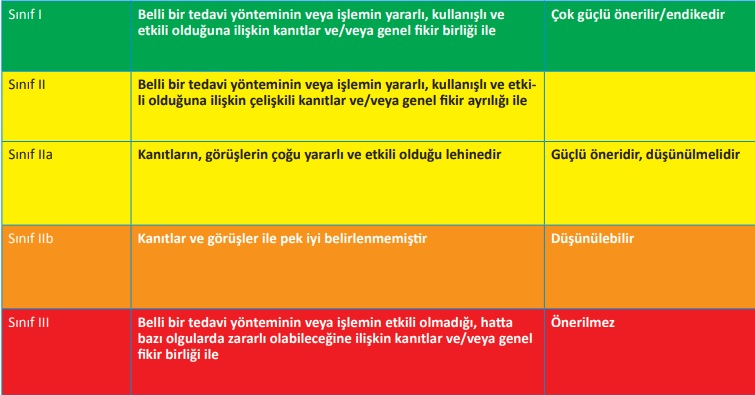 Sınıf I
Belli bir tedavi yönteminin veya işlemin yararlı, kullanışlı ve
etkili olduğuna ilişkin kanıtlar ve/veya genel fikir birliği ile
Çok güçlü önerilir/endikedir
Sınıf II
Belli bir tedavi yönteminin veya işlemin yararlı, kullanışlı ve etki-
li olduğuna ilişkin çelişkili kanıtlar ve/veya genel fikir ayrılığı ile
Sınıf IIa
Kanıtların, görüşlerin çoğu yararlı ve etkili olduğu lehinedir
Güçlü öneridir, düşünülmelidir
Sınıf IIb
Kanıtlar ve görüşler ile pek iyi belirlenmemiştir
Düşünülebilir
Sınıf III
Belli bir tedavi yönteminin veya işlemin etkili olmadığı, hatta
bazı olgularda zararlı olabileceğine ilişkin kanıtlar ve/veya genel
fikir birliği ile
Önerilmez